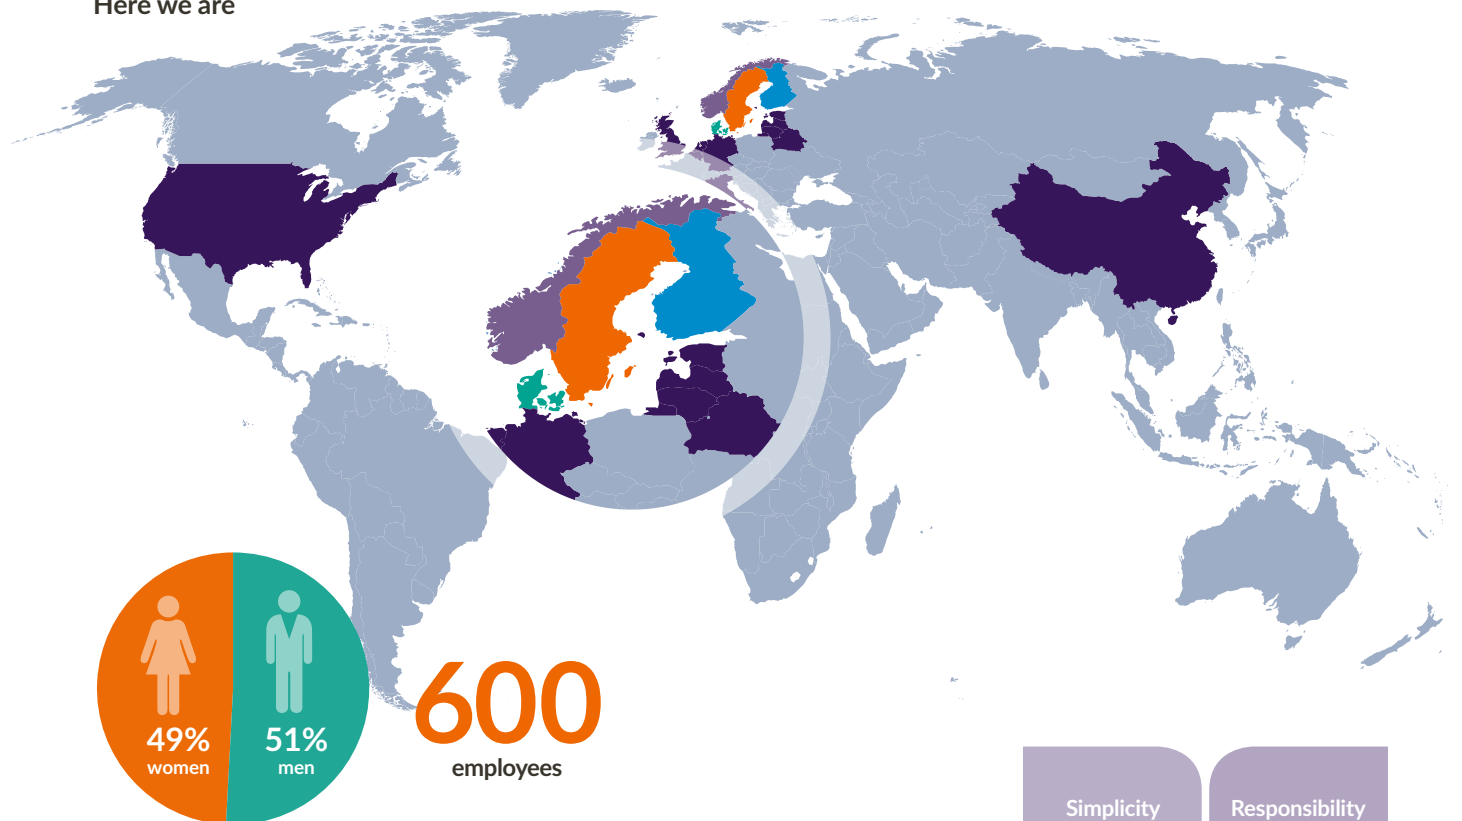 Here we are
49%
women
51%
men
600
employees
Simplicity
Responsibility